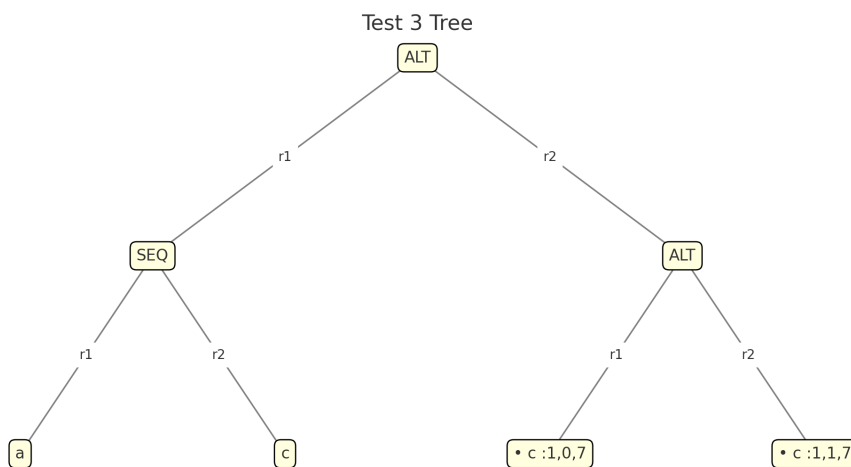 Test 3 Tree
ALT
r1
r2
SEQ
ALT
r1
r2
r1
r2
a
c
• c :1,0,7
• c :1,1,7